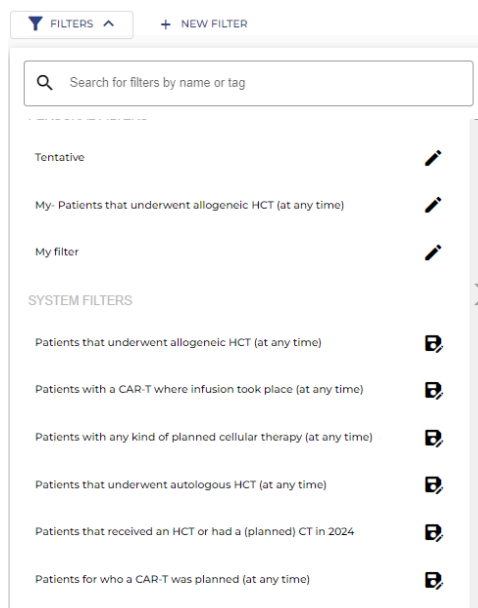 FILTERS
+ NEW FILTER
Search for filters by name or tag
PERSONAL FILTERS
Tentative
My- Patients that underwent allogeneic HCT (at any time)
My filter
SYSTEM FILTERS
Patients that underwent allogeneic HCT (at any time)
Patients with a CAR-T where infusion took place (at any time)
Patients with any kind of planned cellular therapy (at any time)
Patients that underwent autologous HCT (at any time)
Patients that received an HCT or had a (planned) CT in 2024
Patients for who a CAR-T was planned (at any time)